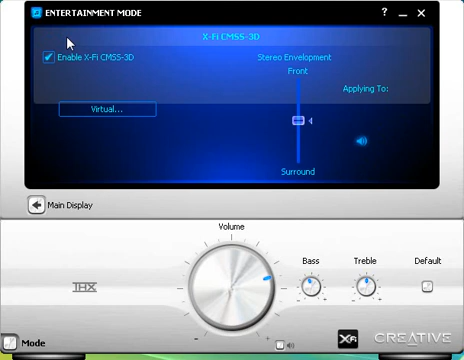 ENTERTAINMENT MODE
? _ X
X-Fi CMSS-3D
Enable X-Fi CMSS-3D
Stereo Envelopment
Front
Applying To:
Virtual...
Surround
Main Display
Volume
Bass
Treble
Default
THX
- +
Mode
X-Fi
CREATIVE